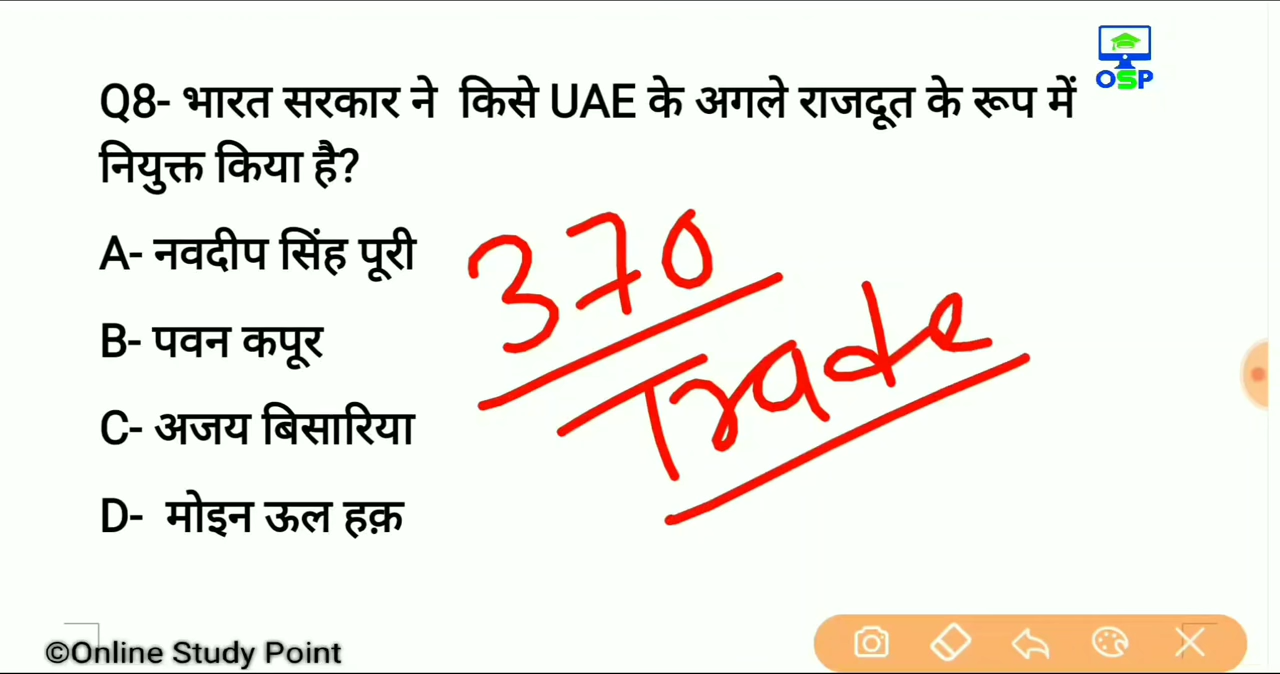 OSP
Q8- भारत सरकार ने किसे UAE के अगले राजदूत के रूप में
नियुक्त किया है?
A- नवदीप सिंह पूरी
370
B- पवन कपूर
Trade
C- अजय बिसारिया
D- मोइन ऊल हक़
©Online Study Point